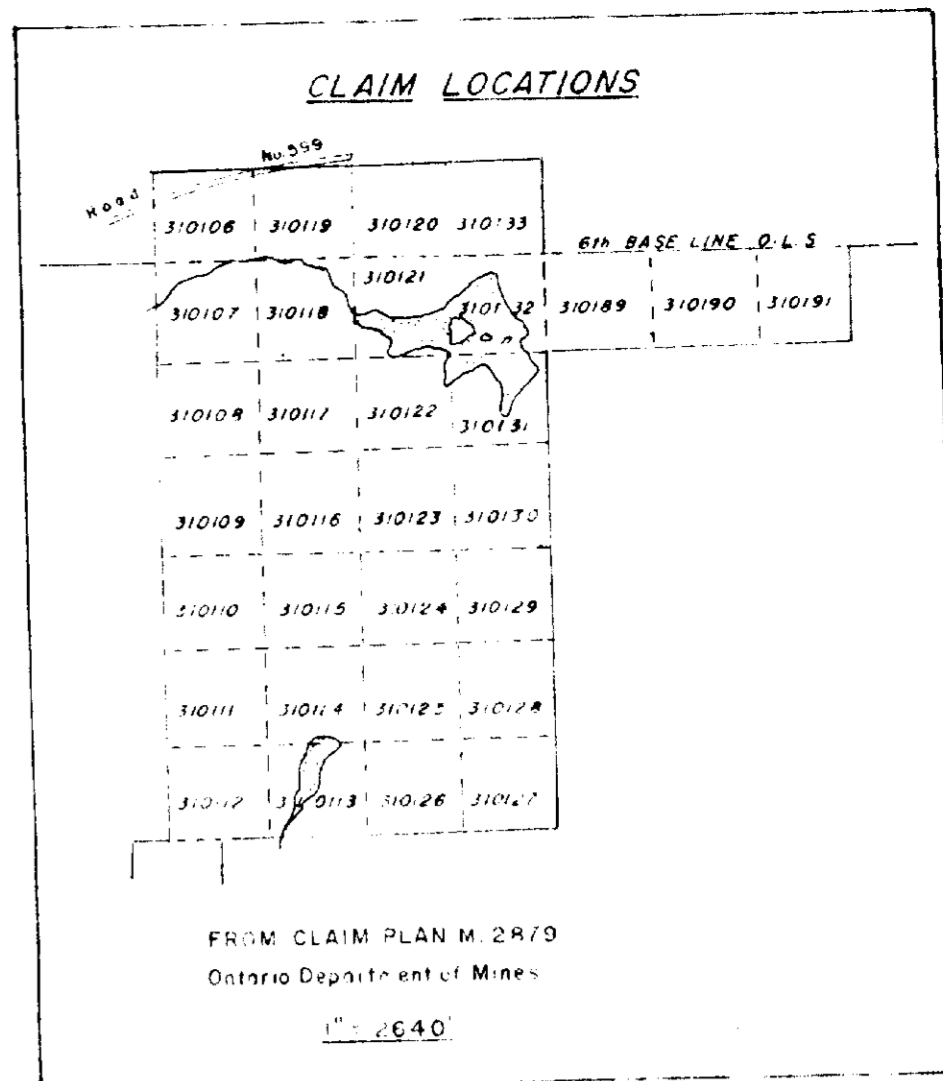 CLAIM LOCATIONS
Road No. 599
310106 310119 310120 310133
6th BASE LINE O.L.S
310121
310107 310118 310132 310189 310190 310191
310108 310117 310122 310131
310109 310116 310123 310130
310110 310115 310124 310129
310111 310114 310125 310128
310112 310113 310126 310127
FROM CLAIM PLAN M. 2879
Ontario Department of Mines
1" = 2640'